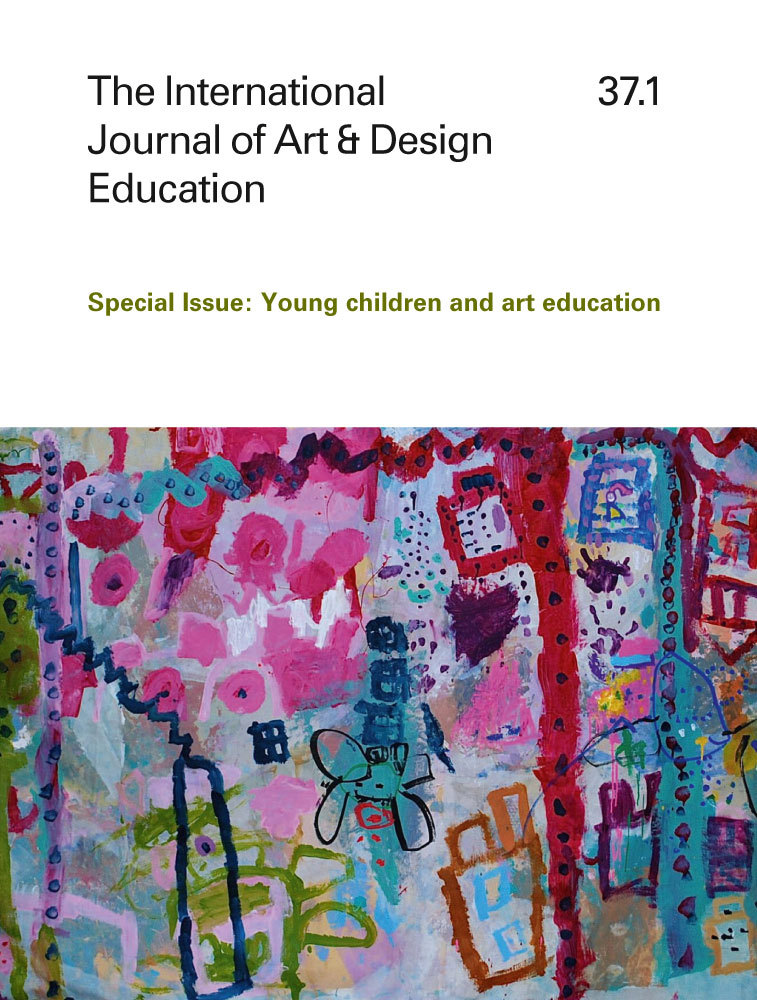 The International
37.1
Journal of Art & Design
Education
Special Issue: Young children and art education